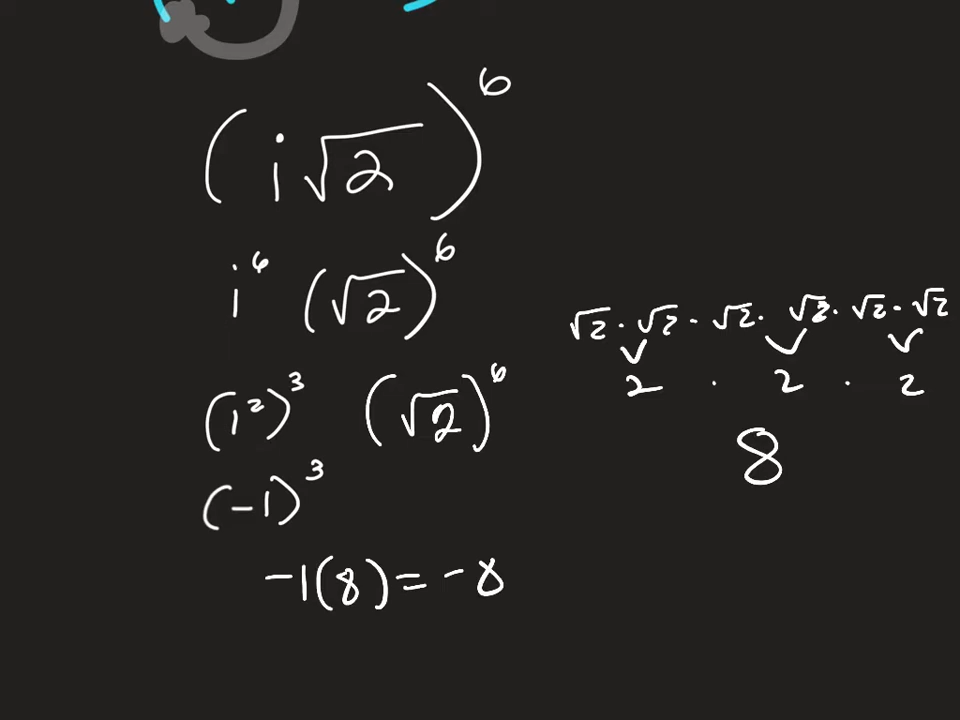 (i√2)⁶
i⁶ (√2)⁶
√2 · √2 · √2 · √2 · √2 · √2
2 · 2 · 2
(i²)³ (√2)⁶
8
(-1)³
-1(8) = -8